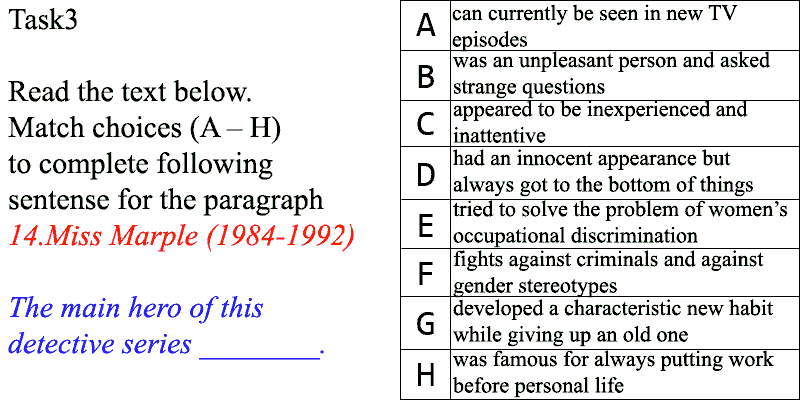 Task3
Read the text below.
Match choices (A – H)
to complete following
sentense for the paragraph
14.Miss Marple (1984-1992)
The main hero of this
detective series ________.
A
can currently be seen in new TV
episodes
B
was an unpleasant person and asked
strange questions
C
appeared to be inexperienced and
inattentive
D
had an innocent appearance but
always got to the bottom of things
E
tried to solve the problem of women’s
occupational discrimination
F
fights against criminals and against
gender stereotypes
G
developed a characteristic new habit
while giving up an old one
H
was famous for always putting work
before personal life